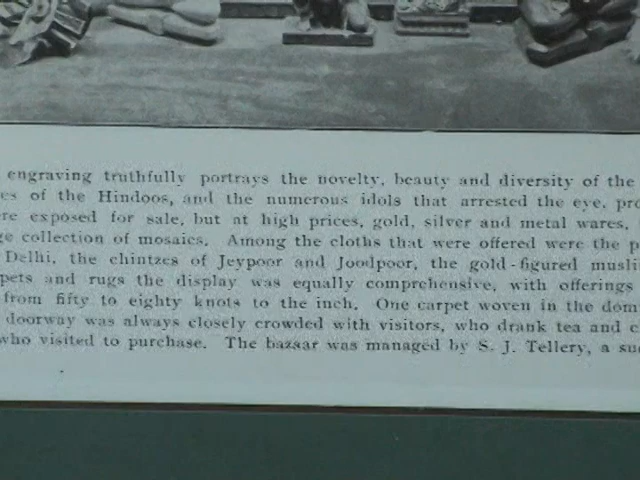 engraving truthfully portrays the novelty, beauty and diversity of the
es of the Hindoos, and the numerous idols that arrested the eye, pro
re exposed for sale, but at high prices, gold, silver and metal wares,
ge collection of mosaics. Among the cloths that were offered were the p
Delhi, the chintzes of Jeypoor and Joodpoor, the gold-figured musli
pets and rugs the display was equally comprehensive, with offerings
from fifty to eighty knots to the inch. One carpet woven in the dom
doorway was always closely crowded with visitors, who drank tea and c
who visited to purchase. The bazaar was managed by S. J. Tellery, a su